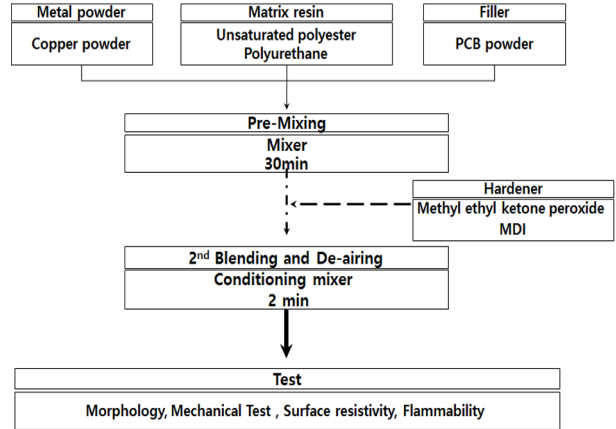 Metal powder
Copper powder
Matrix resin
Unsaturated polyester
Polyurethane
Filler
PCB powder
Pre-Mixing
Mixer
30min
Hardener
Methyl ethyl ketone peroxide
MDI
2nd Blending and De-airing
Conditioning mixer
2 min
Test
Morphology, Mechanical Test , Surface resistivity, Flammability